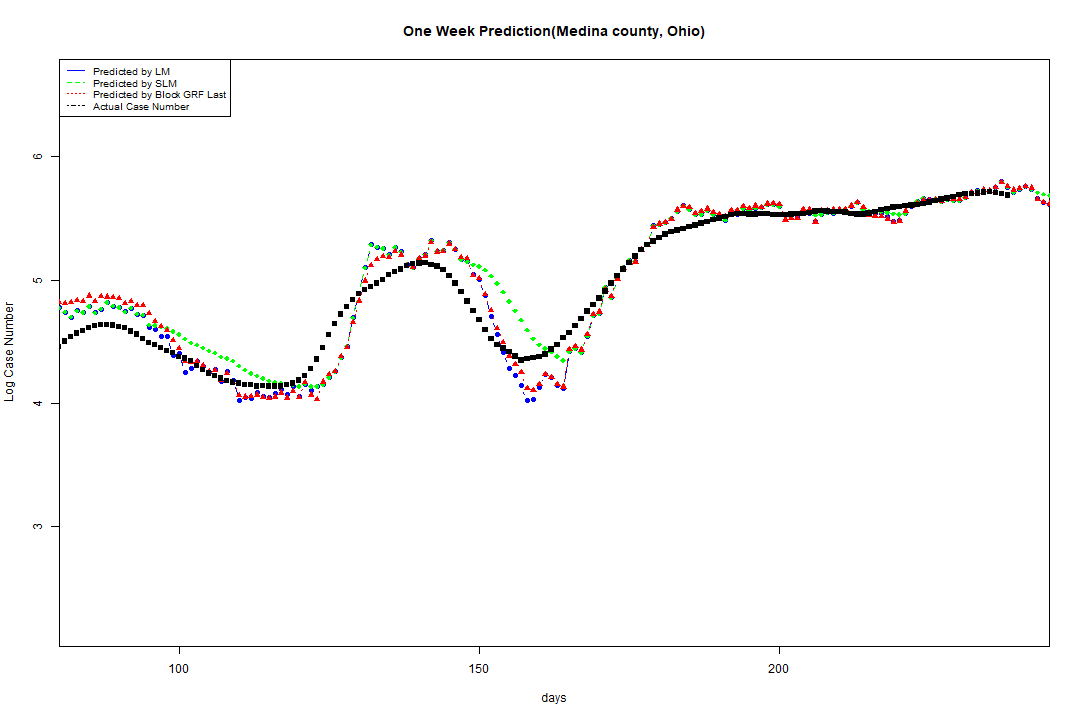 One Week Prediction(Medina county, Ohio)
Predicted by LM
Predicted by SLM
Predicted by Block GRF Last
Actual Case Number
6
5
4
3
Log Case Number
100
150
200
days